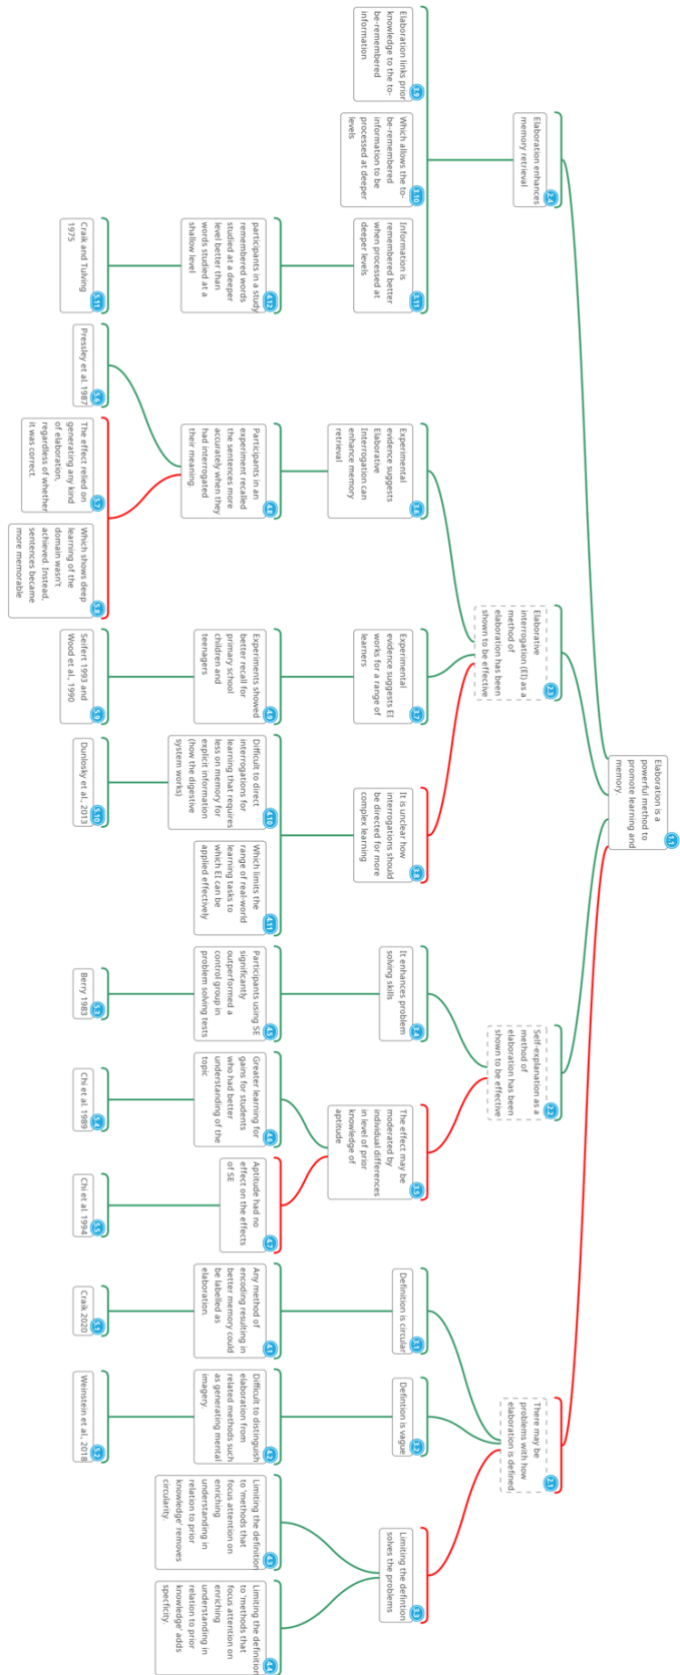 Elaboration is a
powerful method to
promote learning and
memory.
1.1
Elaboration enhances
memory retrieval
2.4
Elaborative
interrogation (EI) as a
method of
elaboration has been
shown to be effective
2.3
Self-explanation as a
method of
elaboration has been
shown to be effective
2.2
There may be
problems with how
elaboration is defined
2.1
Elaboration links prior
knowledge to the to-
be-remembered
information
3.9
Which allows the to-
be-remembered
information to be
processed at deeper
levels
3.10
Information is
remembered better
when processed at
deeper levels
3.11
Experimental
evidence suggests
Elaborative
Interrogation can
enhance memory
retrieval
3.6
Experimental
evidence suggests EI
works for a range of
learners
3.7
It is unclear how
interrogations should
be directed for more
complex learning
3.8
It enhances problem
solving skills
3.4
The effect may be
moderated by
individual differences
in level of prior
knowledge of
aptitude
3.5
Definition is circular
3.1
Defintion is vague
3.2
Limiting the defintion
solves the problems
3.3
participants in a study
remembered words
studied at a deeper
level better than
words studied at a
shallow level
4.12
Participants in an
experiment recalled
the sentences more
accurately when they
had interrogated
their meaning.
4.8
Experiments showed
better recall for
primary school
children and
teenagers
4.9
Difficult to direct
interrogations for
learning that requires
less on memory for
explicit information
(how the digestive
system works)
4.10
Which limits the
range of real-world
learning tasks to
which EI can be
applied effectively
4.11
Participants using SE
significantly
outperformed a
control group in
problem solving tests
4.5
Greater learning for
gains for students
who had better
understanding of the
topic
4.6
Aptitude had no
effect on the effects
of SE
4.7
Any method of
encoding resulting in
better memory could
be labelled as
elaboration.
4.1
Difficult to distinguish
elaboration from
related methods such
as generating mental
imagery.
4.2
Limiting the definition
to 'methods that
focus attention on
enriching
understanding in
relation to prior
knowledge' removes
circularity.
4.3
Limiting the definition
to 'methods that
focus attention on
enriching
understanding in
relation to prior
knowledge' adds
specficity.
4.4
Craik and Tulving
1975
5.11
Pressley et al. 1987
5.6
The effect relied on
generating any kind
of elaboration,
regardless of whether
it was correct.
5.7
Which shows deep
learning of the
domain wasn't
achieved. Instead,
sentences became
more memorable
5.8
Seifert 1993 and
Wood et al., 1990
5.9
Dunlosky et al., 2013
5.10
Berry 1983
5.3
Chi et al. 1989
5.4
Chi et al. 1994
5.5
Craik 2020
5.1
Weinstein et al., 2018
5.2